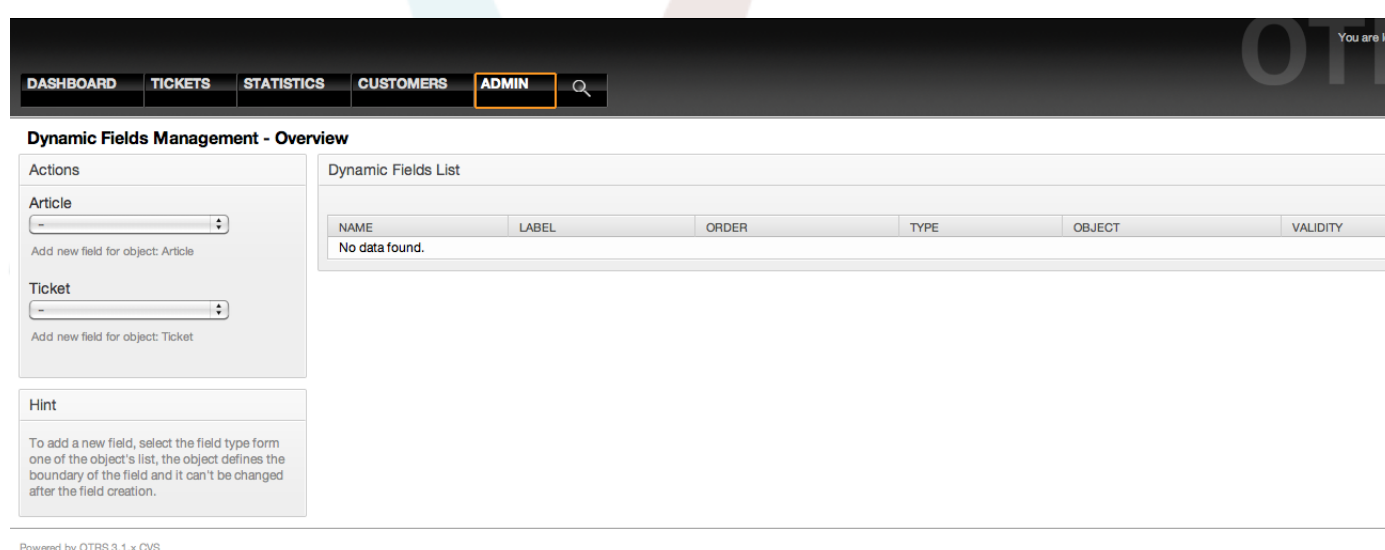 OT
You are
DASHBOARD TICKETS STATISTICS CUSTOMERS ADMIN
Dynamic Fields Management - Overview
Actions
Dynamic Fields List
Article
-
Add new field for object: Article
NAME LABEL ORDER TYPE OBJECT VALIDITY
No data found.
Ticket
-
Add new field for object: Ticket
Hint
To add a new field, select the field type form
one of the object's list, the object defines the
boundary of the field and it can't be changed
after the field creation.
Powered by OTRS 3.1.x CVS